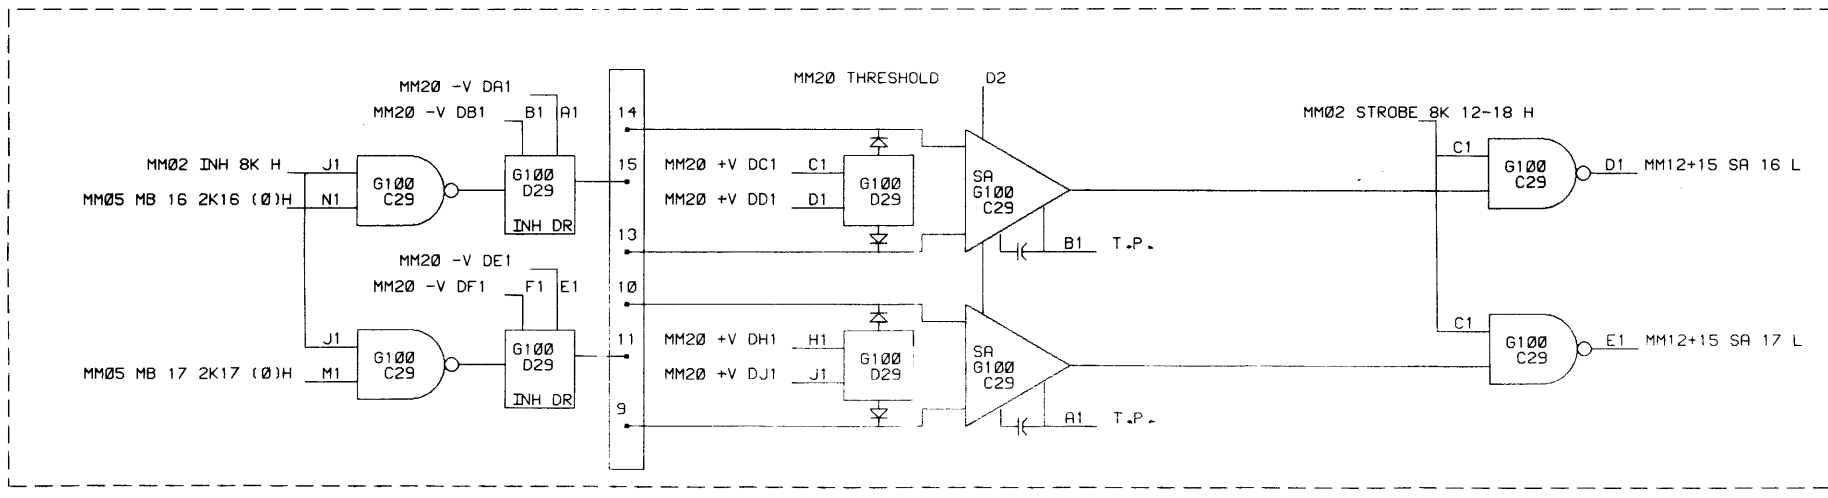 MM20 -V DA1
MM20 -V DB1 B1 A1
MM20 THRESHOLD D2
14
MM02 STROBE 8K 12-18 H
C1
MM02 INH 8K H J1
G100 C29
G100 D29
INH DR
15
MM20 +V DC1 C1
MM20 +V DD1 D1
G100 D29
SA G100 C29
G100 C29
D1 MM12+15 SA 16 L
MM05 MB 16 2K16 (0)H N1
13
B1 T.P.
MM20 -V DE1
MM20 -V DF1 F1 E1
10
C1
J1
G100 C29
G100 D29
INH DR
11
MM20 +V DH1 H1
MM20 +V DJ1 J1
G100 D29
SA G100 C29
G100 C29
E1 MM12+15 SA 17 L
MM05 MB 17 2K17 (0)H M1
9
A1 T.P.